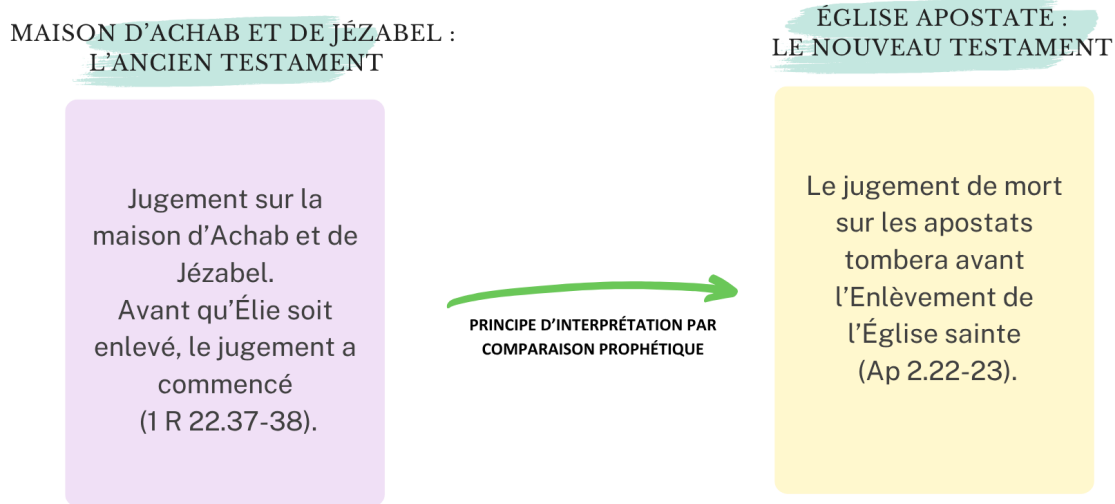 MAISON D’ACHAB ET DE JÉZABEL :
L’ANCIEN TESTAMENT
Jugement sur la
maison d’Achab et de
Jézabel.
Avant qu’Élie soit
enlevé, le jugement a
commencé
(1 R 22.37-38).
PRINCIPE D’INTERPRÉTATION PAR
COMPARAISON PROPHÉTIQUE
ÉGLISE APOSTATE :
LE NOUVEAU TESTAMENT
Le jugement de mort
sur les apostats
tombera avant
l’Enlèvement de
l’Église sainte
(Ap 2.22-23).